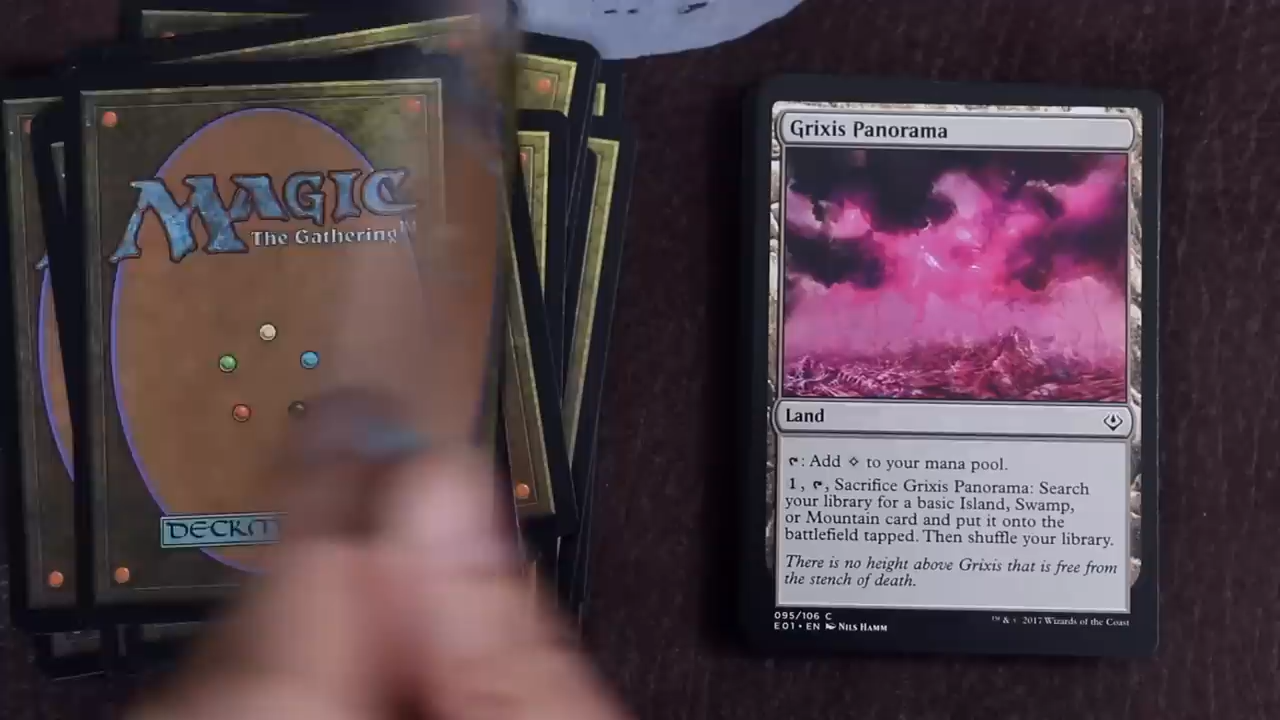 MAGIC
The Gathering
DECKM
Grixis Panorama
Land
: Add to your mana pool.
1, , Sacrifice Grixis Panorama: Search
your library for a basic Island, Swamp,
or Mountain card and put it onto the
battlefield tapped. Then shuffle your library.
There is no height above Grixis that is free from
the stench of death.
095/106 C
E01 • EN NILS HAMM
™ & © 2017 Wizards of the Coast